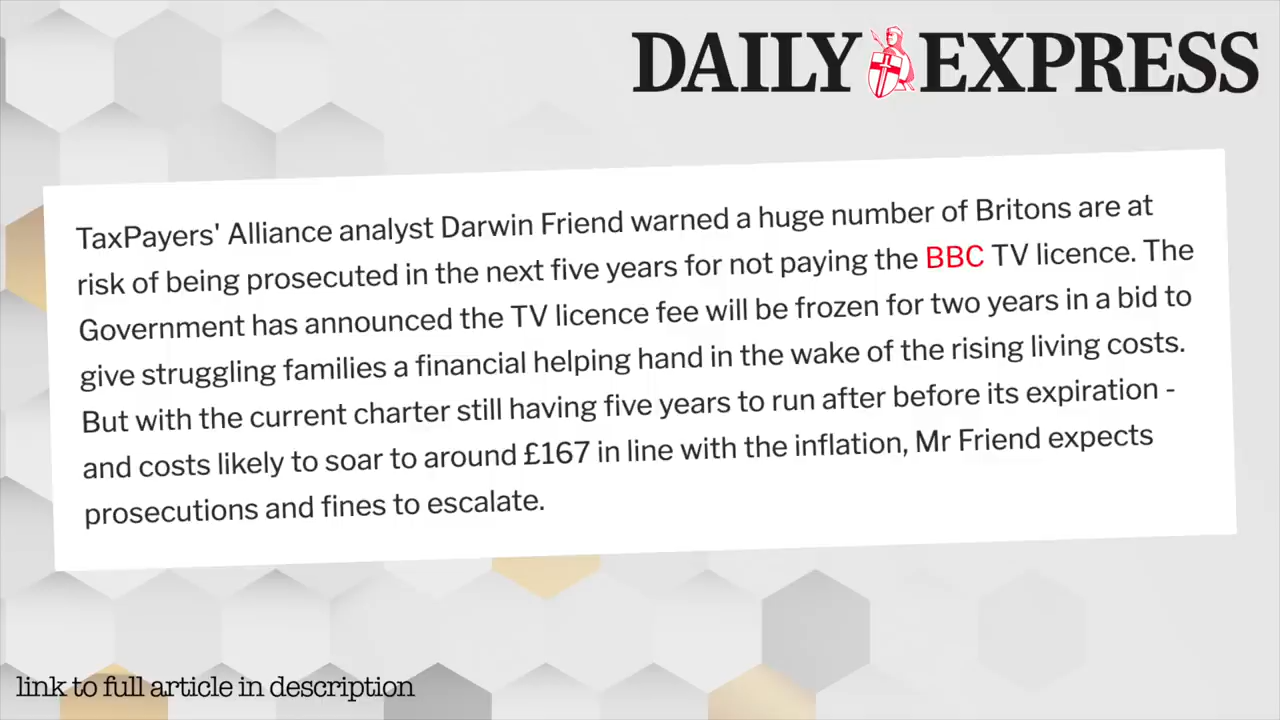 DAILY EXPRESS
TaxPayers' Alliance analyst Darwin Friend warned a huge number of Britons are at
risk of being prosecuted in the next five years for not paying the BBC TV licence. The
Government has announced the TV licence fee will be frozen for two years in a bid to
give struggling families a financial helping hand in the wake of the rising living costs.
But with the current charter still having five years to run after before its expiration -
and costs likely to soar to around £167 in line with the inflation, Mr Friend expects
prosecutions and fines to escalate.
link to full article in description